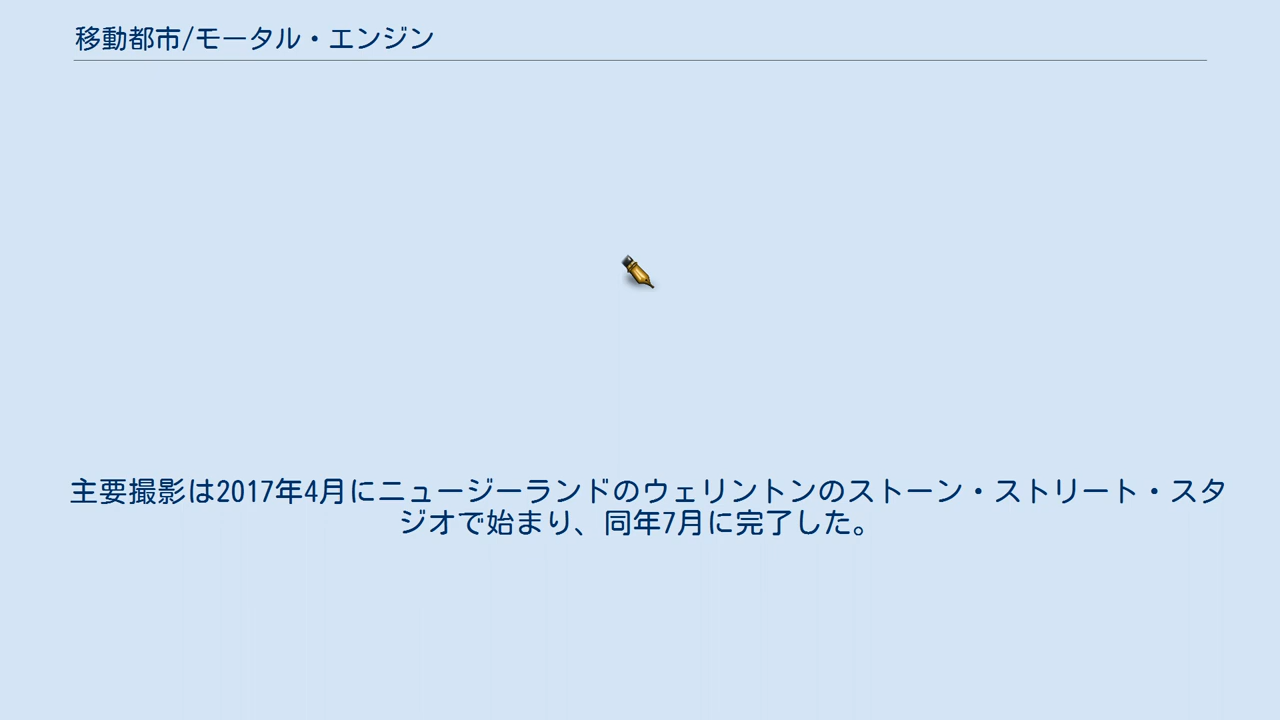 移動都市/モータル・エンジン
主要撮影は2017年4月にニュージーランドのウェリントンのストーン・ストリート・スタ
ジオで始まり、同年7月に完了した。